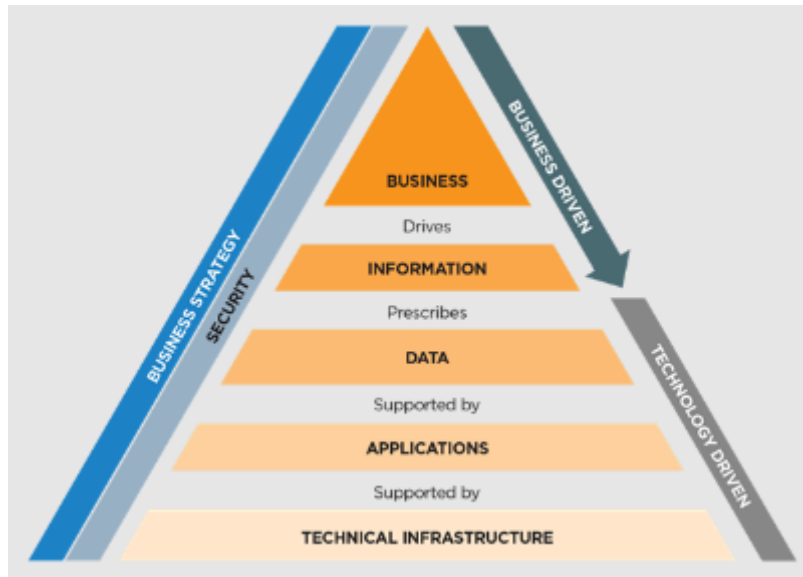 BUSINESS STRATEGY
SECURITY
BUSINESS DRIVEN
TECHNOLOGY DRIVEN
BUSINESS
Drives
INFORMATION
Prescribes
DATA
Supported by
APPLICATIONS
Supported by
TECHNICAL INFRASTRUCTURE